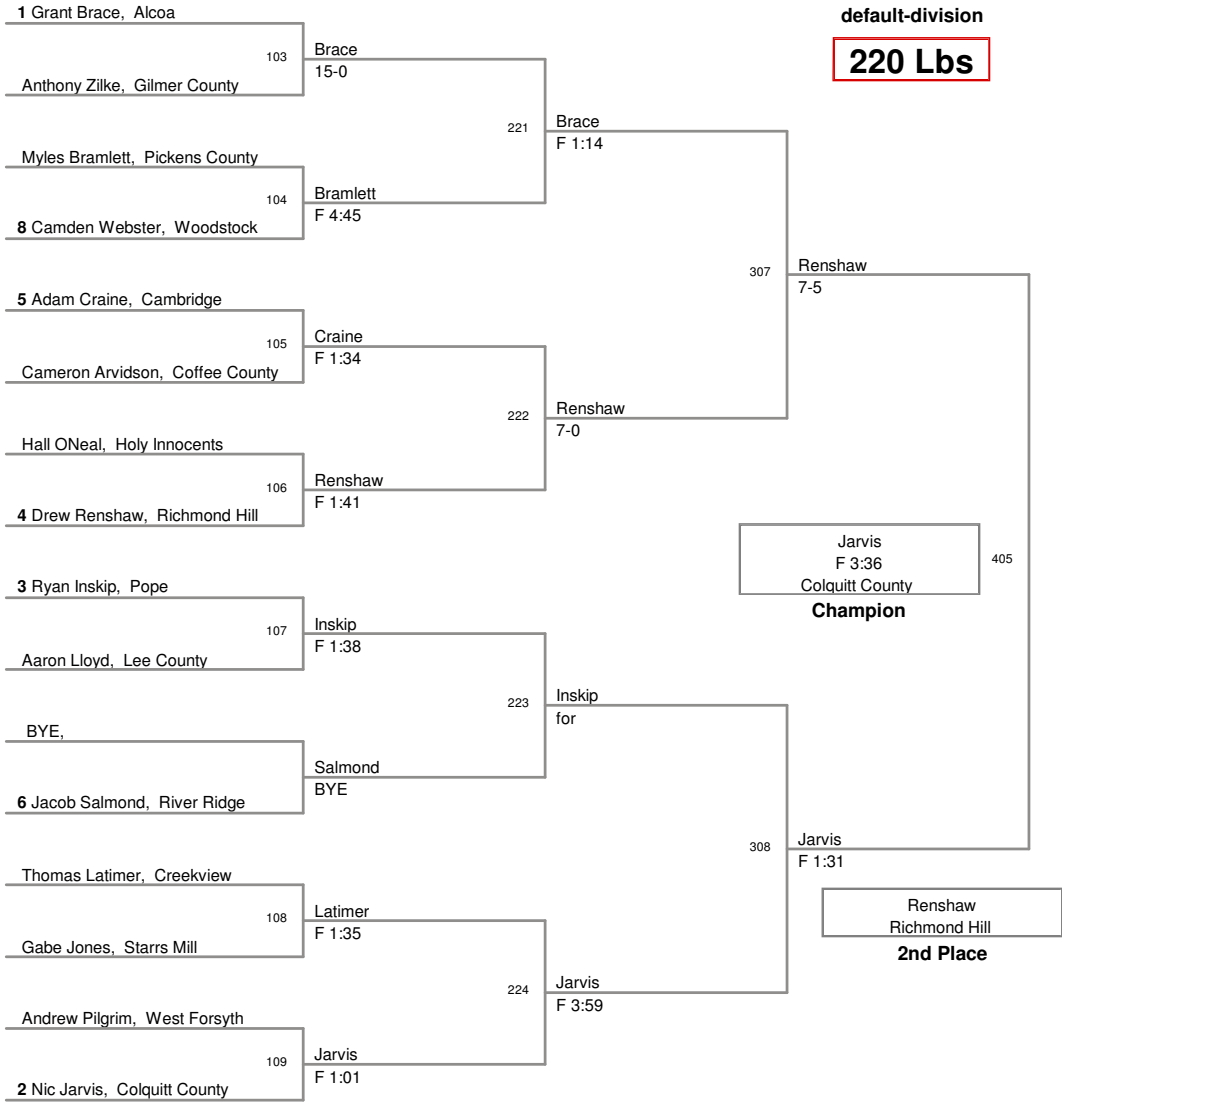 default-division
220 Lbs
1 Grant Brace, Alcoa
103
Brace
15-0
Anthony Zilke, Gilmer County
221
Brace
F 1:14
Myles Bramlett, Pickens County
104
Bramlett
F 4:45
8 Camden Webster, Woodstock
307
Renshaw
7-5
5 Adam Craine, Cambridge
105
Craine
F 1:34
Cameron Arvidson, Coffee County
222
Renshaw
7-0
Hall ONeal, Holy Innocents
106
Renshaw
F 1:41
4 Drew Renshaw, Richmond Hill
Jarvis
F 3:36
Colquitt County
405
Champion
3 Ryan Inskip, Pope
107
Inskip
F 1:38
Aaron Lloyd, Lee County
223
Inskip
for
BYE,
Salmond
BYE
6 Jacob Salmond, River Ridge
308
Jarvis
F 1:31
Thomas Latimer, Creekview
108
Latimer
F 1:35
Gabe Jones, Starrs Mill
Renshaw
Richmond Hill
2nd Place
224
Jarvis
F 3:59
Andrew Pilgrim, West Forsyth
109
Jarvis
F 1:01
2 Nic Jarvis, Colquitt County